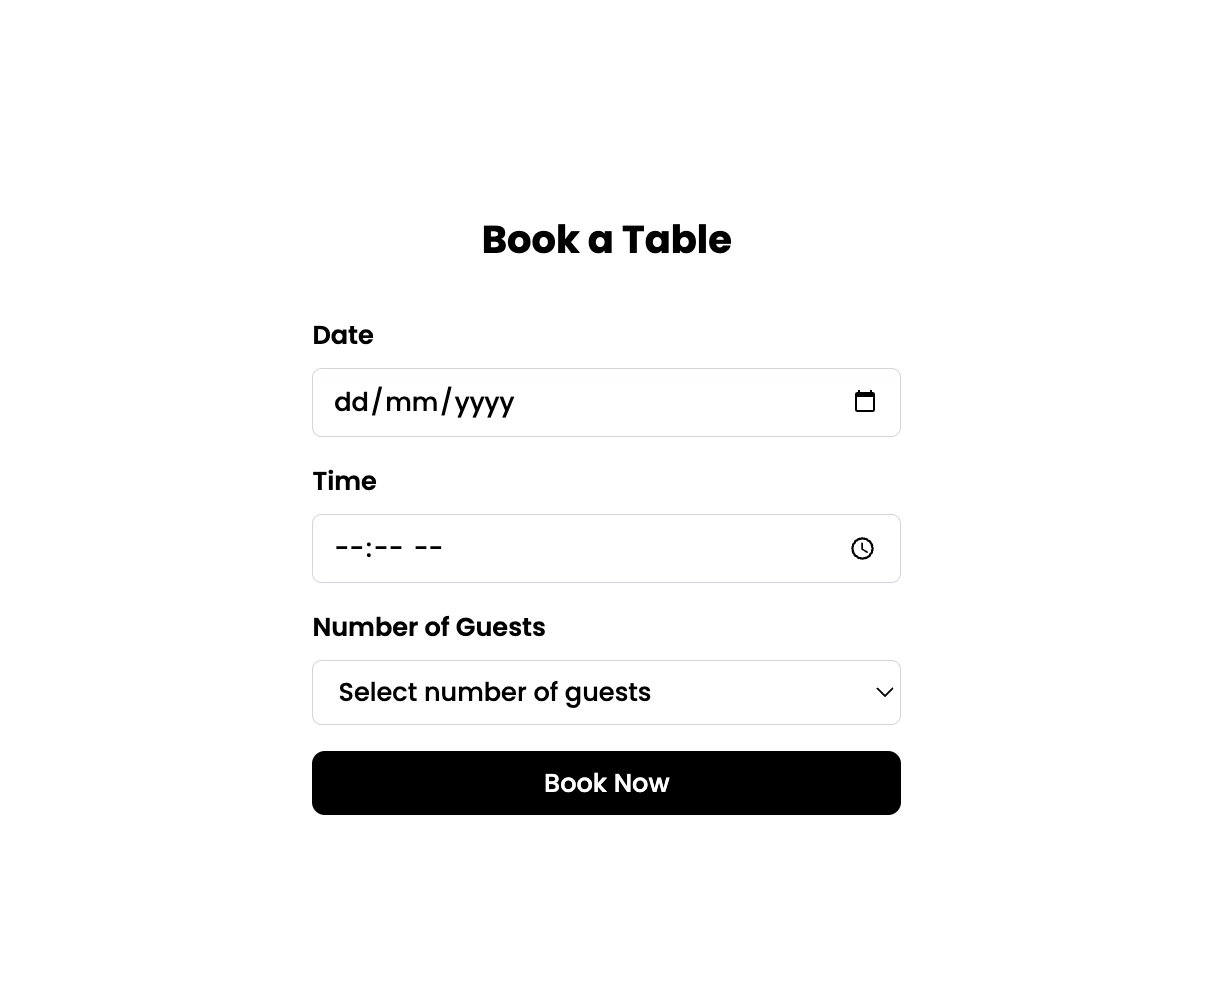 Book a Table
Date
dd/mm/yyyy
Time
--:-- --
Number of Guests
Select number of guests
Book Now